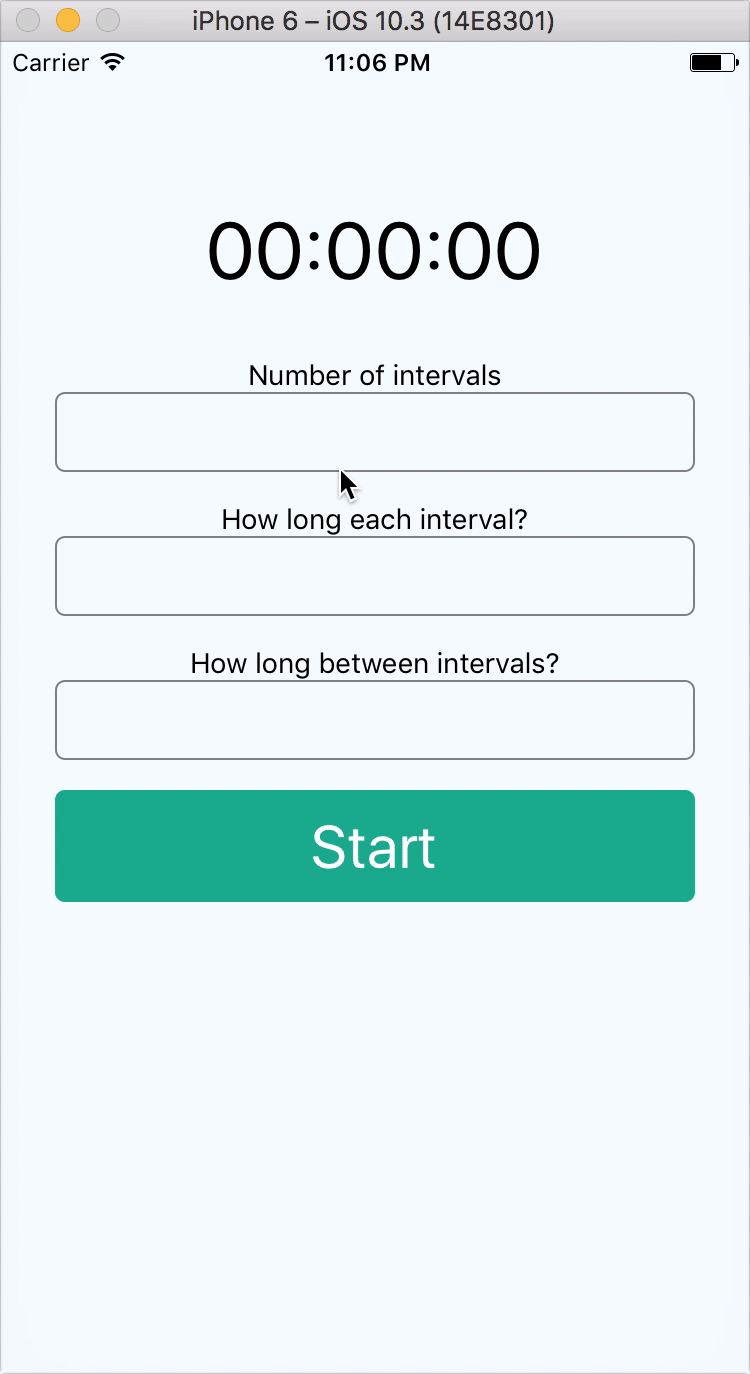 iPhone 6 – iOS 10.3 (14E8301)
Carrier 11:06 PM
00:00:00
Number of intervals
How long each interval?
How long between intervals?
Start